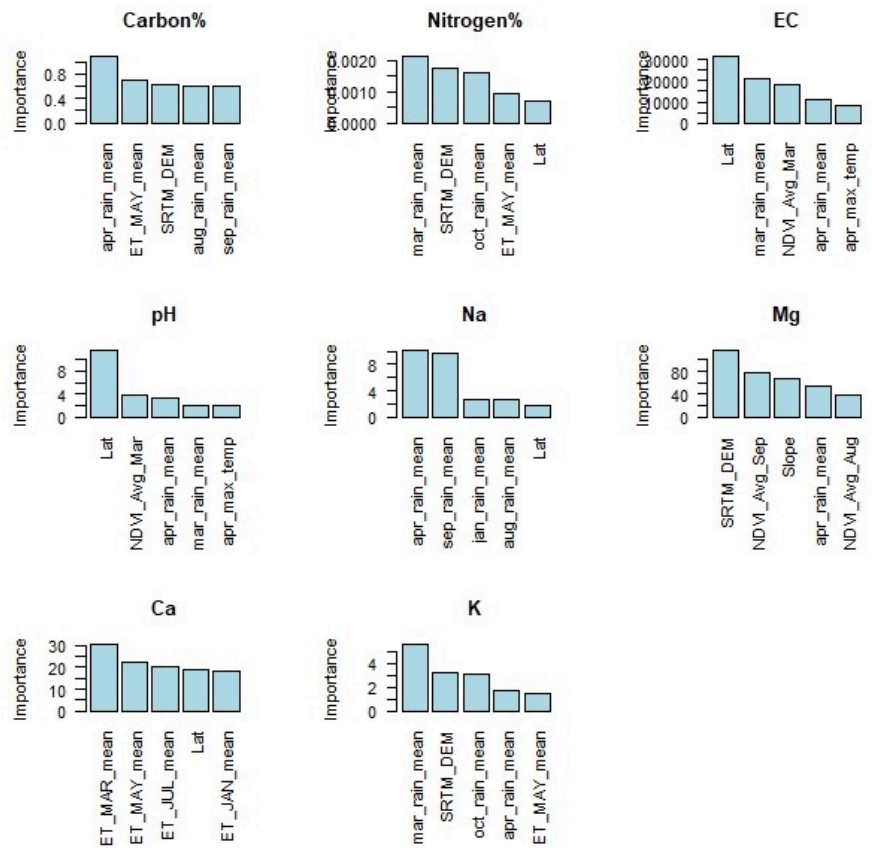 Carbon%
Importance
0.8
0.4
0.0
apr_rain_mean
ET_MAY_mean
SRTM_DEM
aug_rain_mean
sep_rain_mean
Nitrogen%
Importance
0.0020
0.0010
0.0000
mar_rain_mean
SRTM_DEM
oct_rain_mean
ET_MAY_mean
Lat
EC
Importance
30000
20000
10000
0
Lat
mar_rain_mean
NDVI_Avg_Mar
apr_rain_mean
apr_max_temp
pH
Importance
8
4
0
Lat
NDVI_Avg_Mar
apr_rain_mean
mar_rain_mean
apr_max_temp
Na
Importance
8
4
0
apr_rain_mean
sep_rain_mean
jan_rain_mean
aug_rain_mean
Lat
Mg
Importance
80
40
0
SRTM_DEM
NDVI_Avg_Sep
Slope
apr_rain_mean
NDVI_Avg_Aug
Ca
Importance
30
20
10
0
ET_MAR_mean
ET_MAY_mean
ET_JUL_mean
Lat
ET_JAN_mean
K
Importance
4
2
0
mar_rain_mean
SRTM_DEM
oct_rain_mean
apr_rain_mean
ET_MAY_mean